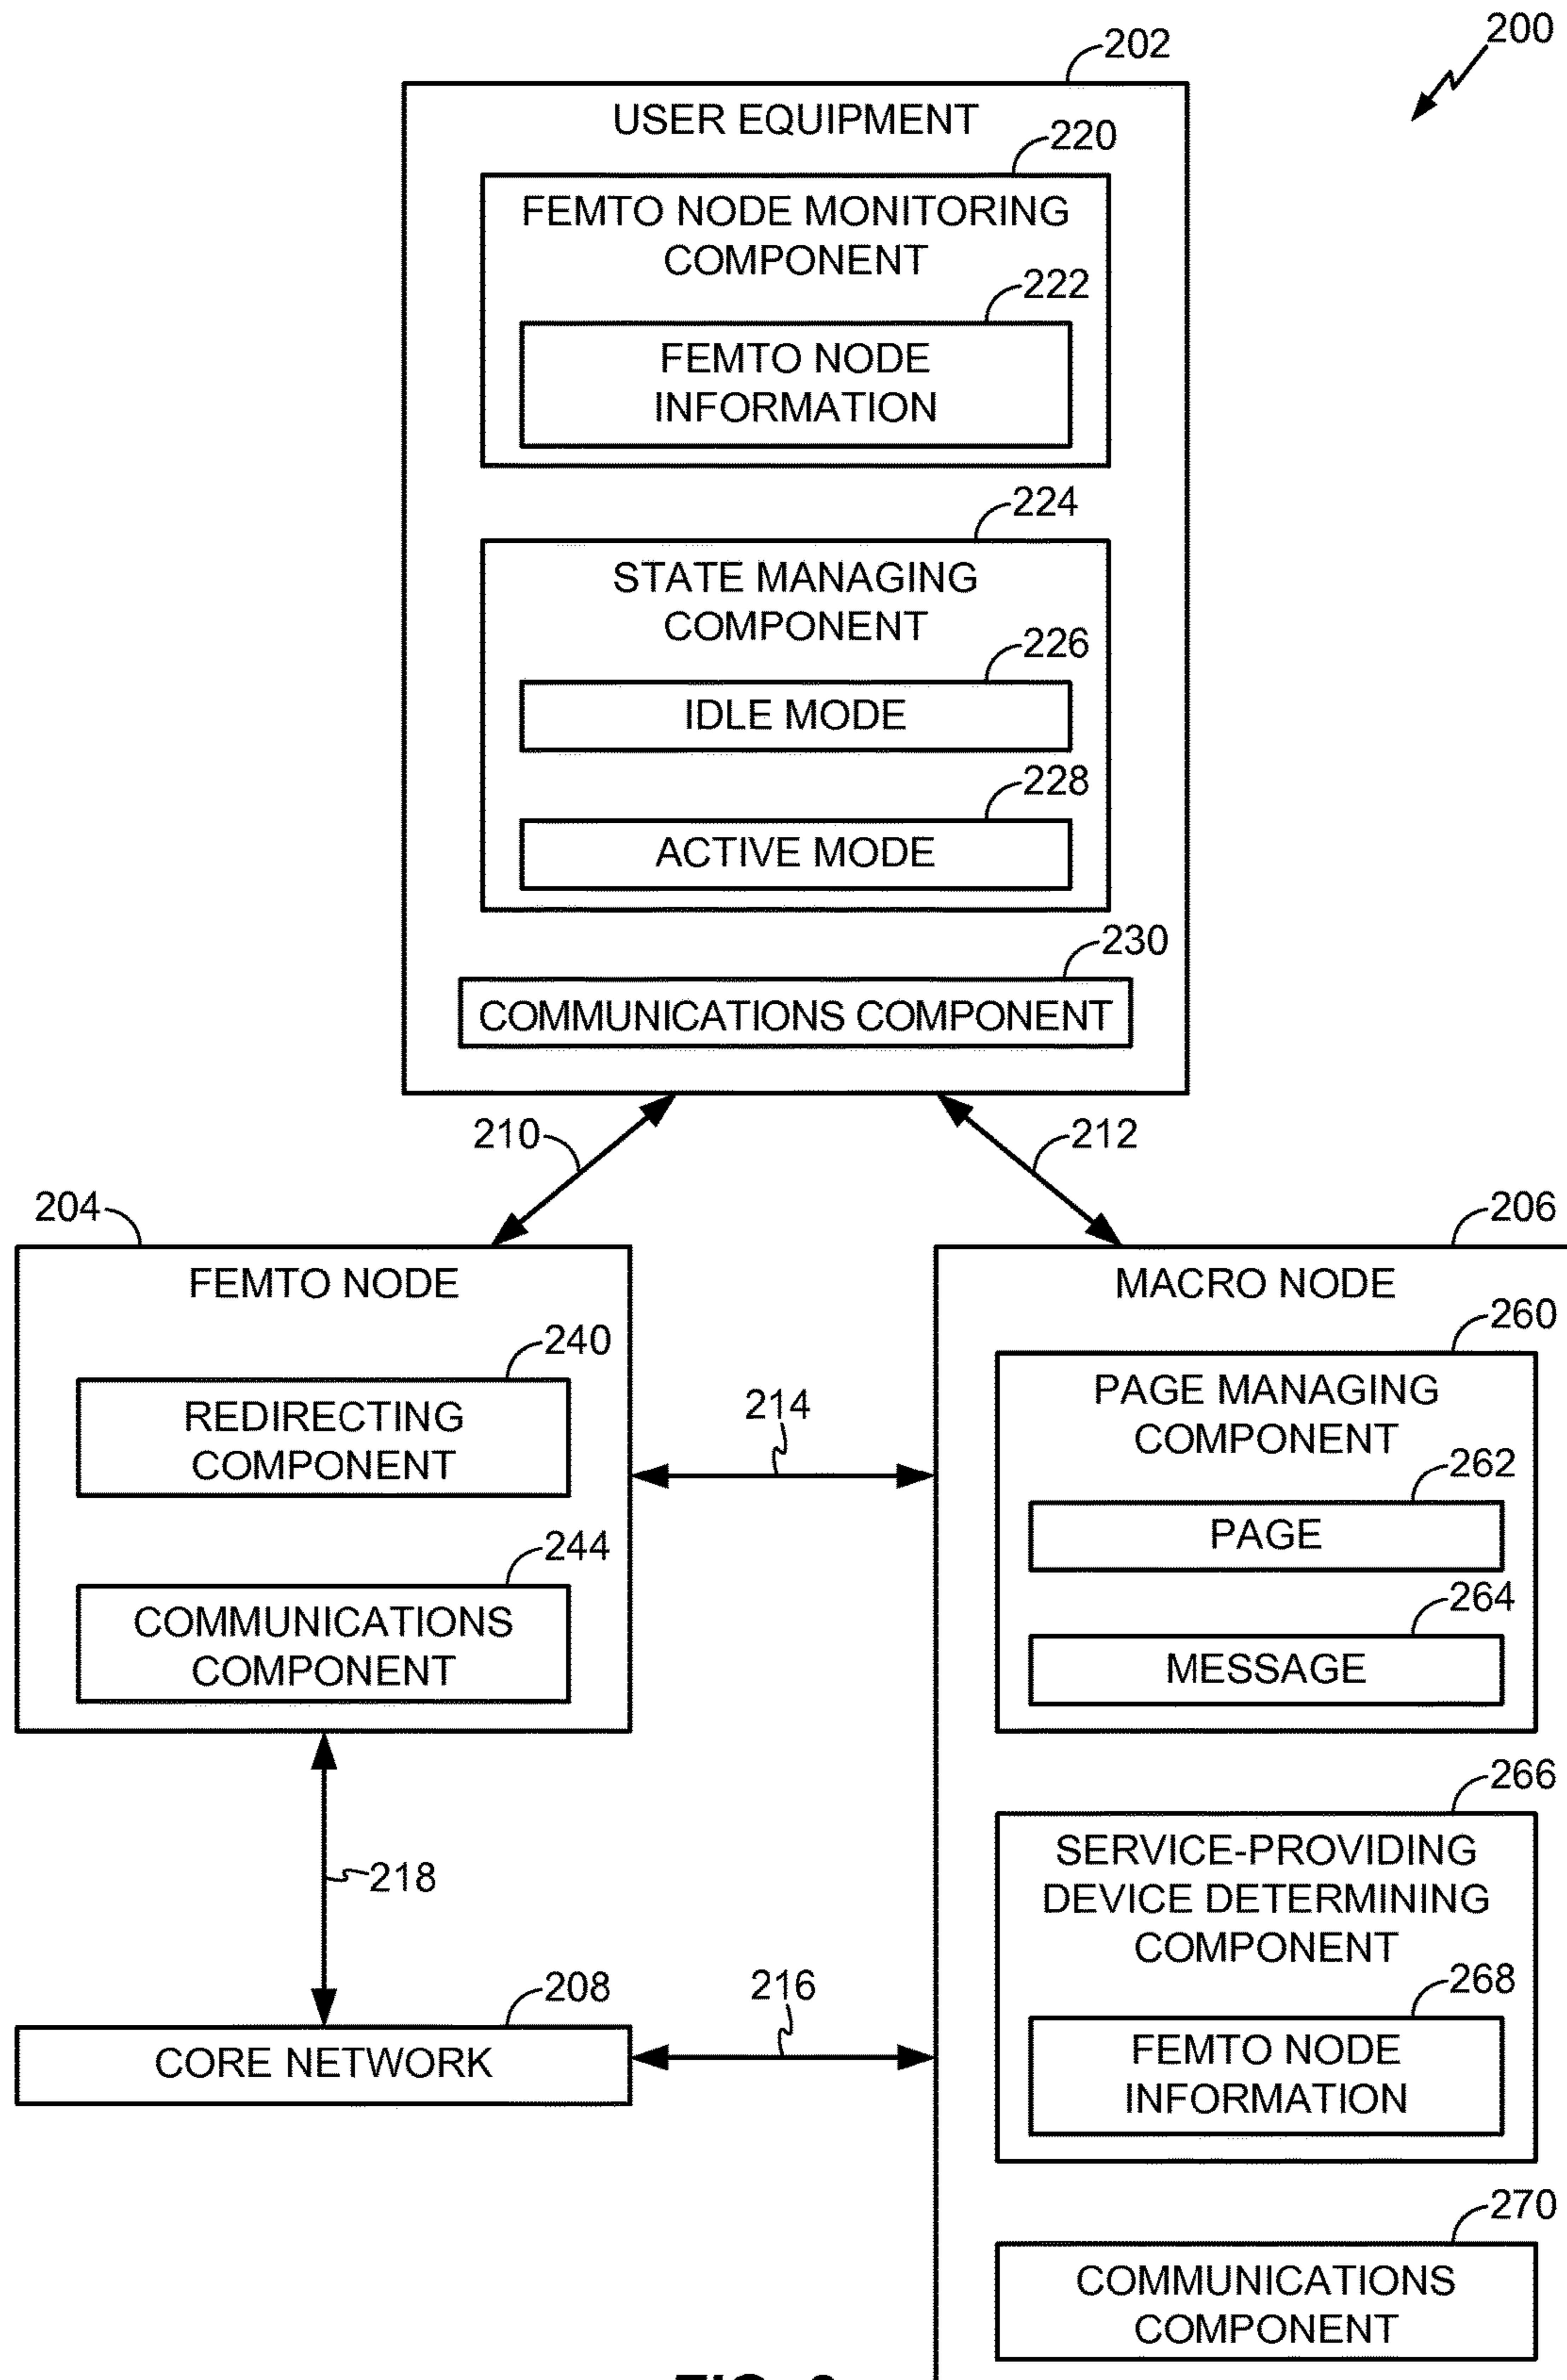 200
202
USER EQUIPMENT
220
FEMTO NODE MONITORING
COMPONENT
222
FEMTO NODE
INFORMATION
224
STATE MANAGING
COMPONENT
226
IDLE MODE
228
ACTIVE MODE
230
COMMUNICATIONS COMPONENT
210
212
204
FEMTO NODE
240
REDIRECTING
COMPONENT
244
COMMUNICATIONS
COMPONENT
214
206
MACRO NODE
260
PAGE MANAGING
COMPONENT
262
PAGE
264
MESSAGE
218
208
CORE NETWORK
216
266
SERVICE-PROVIDING
DEVICE DETERMINING
COMPONENT
268
FEMTO NODE
INFORMATION
270
COMMUNICATIONS
COMPONENT